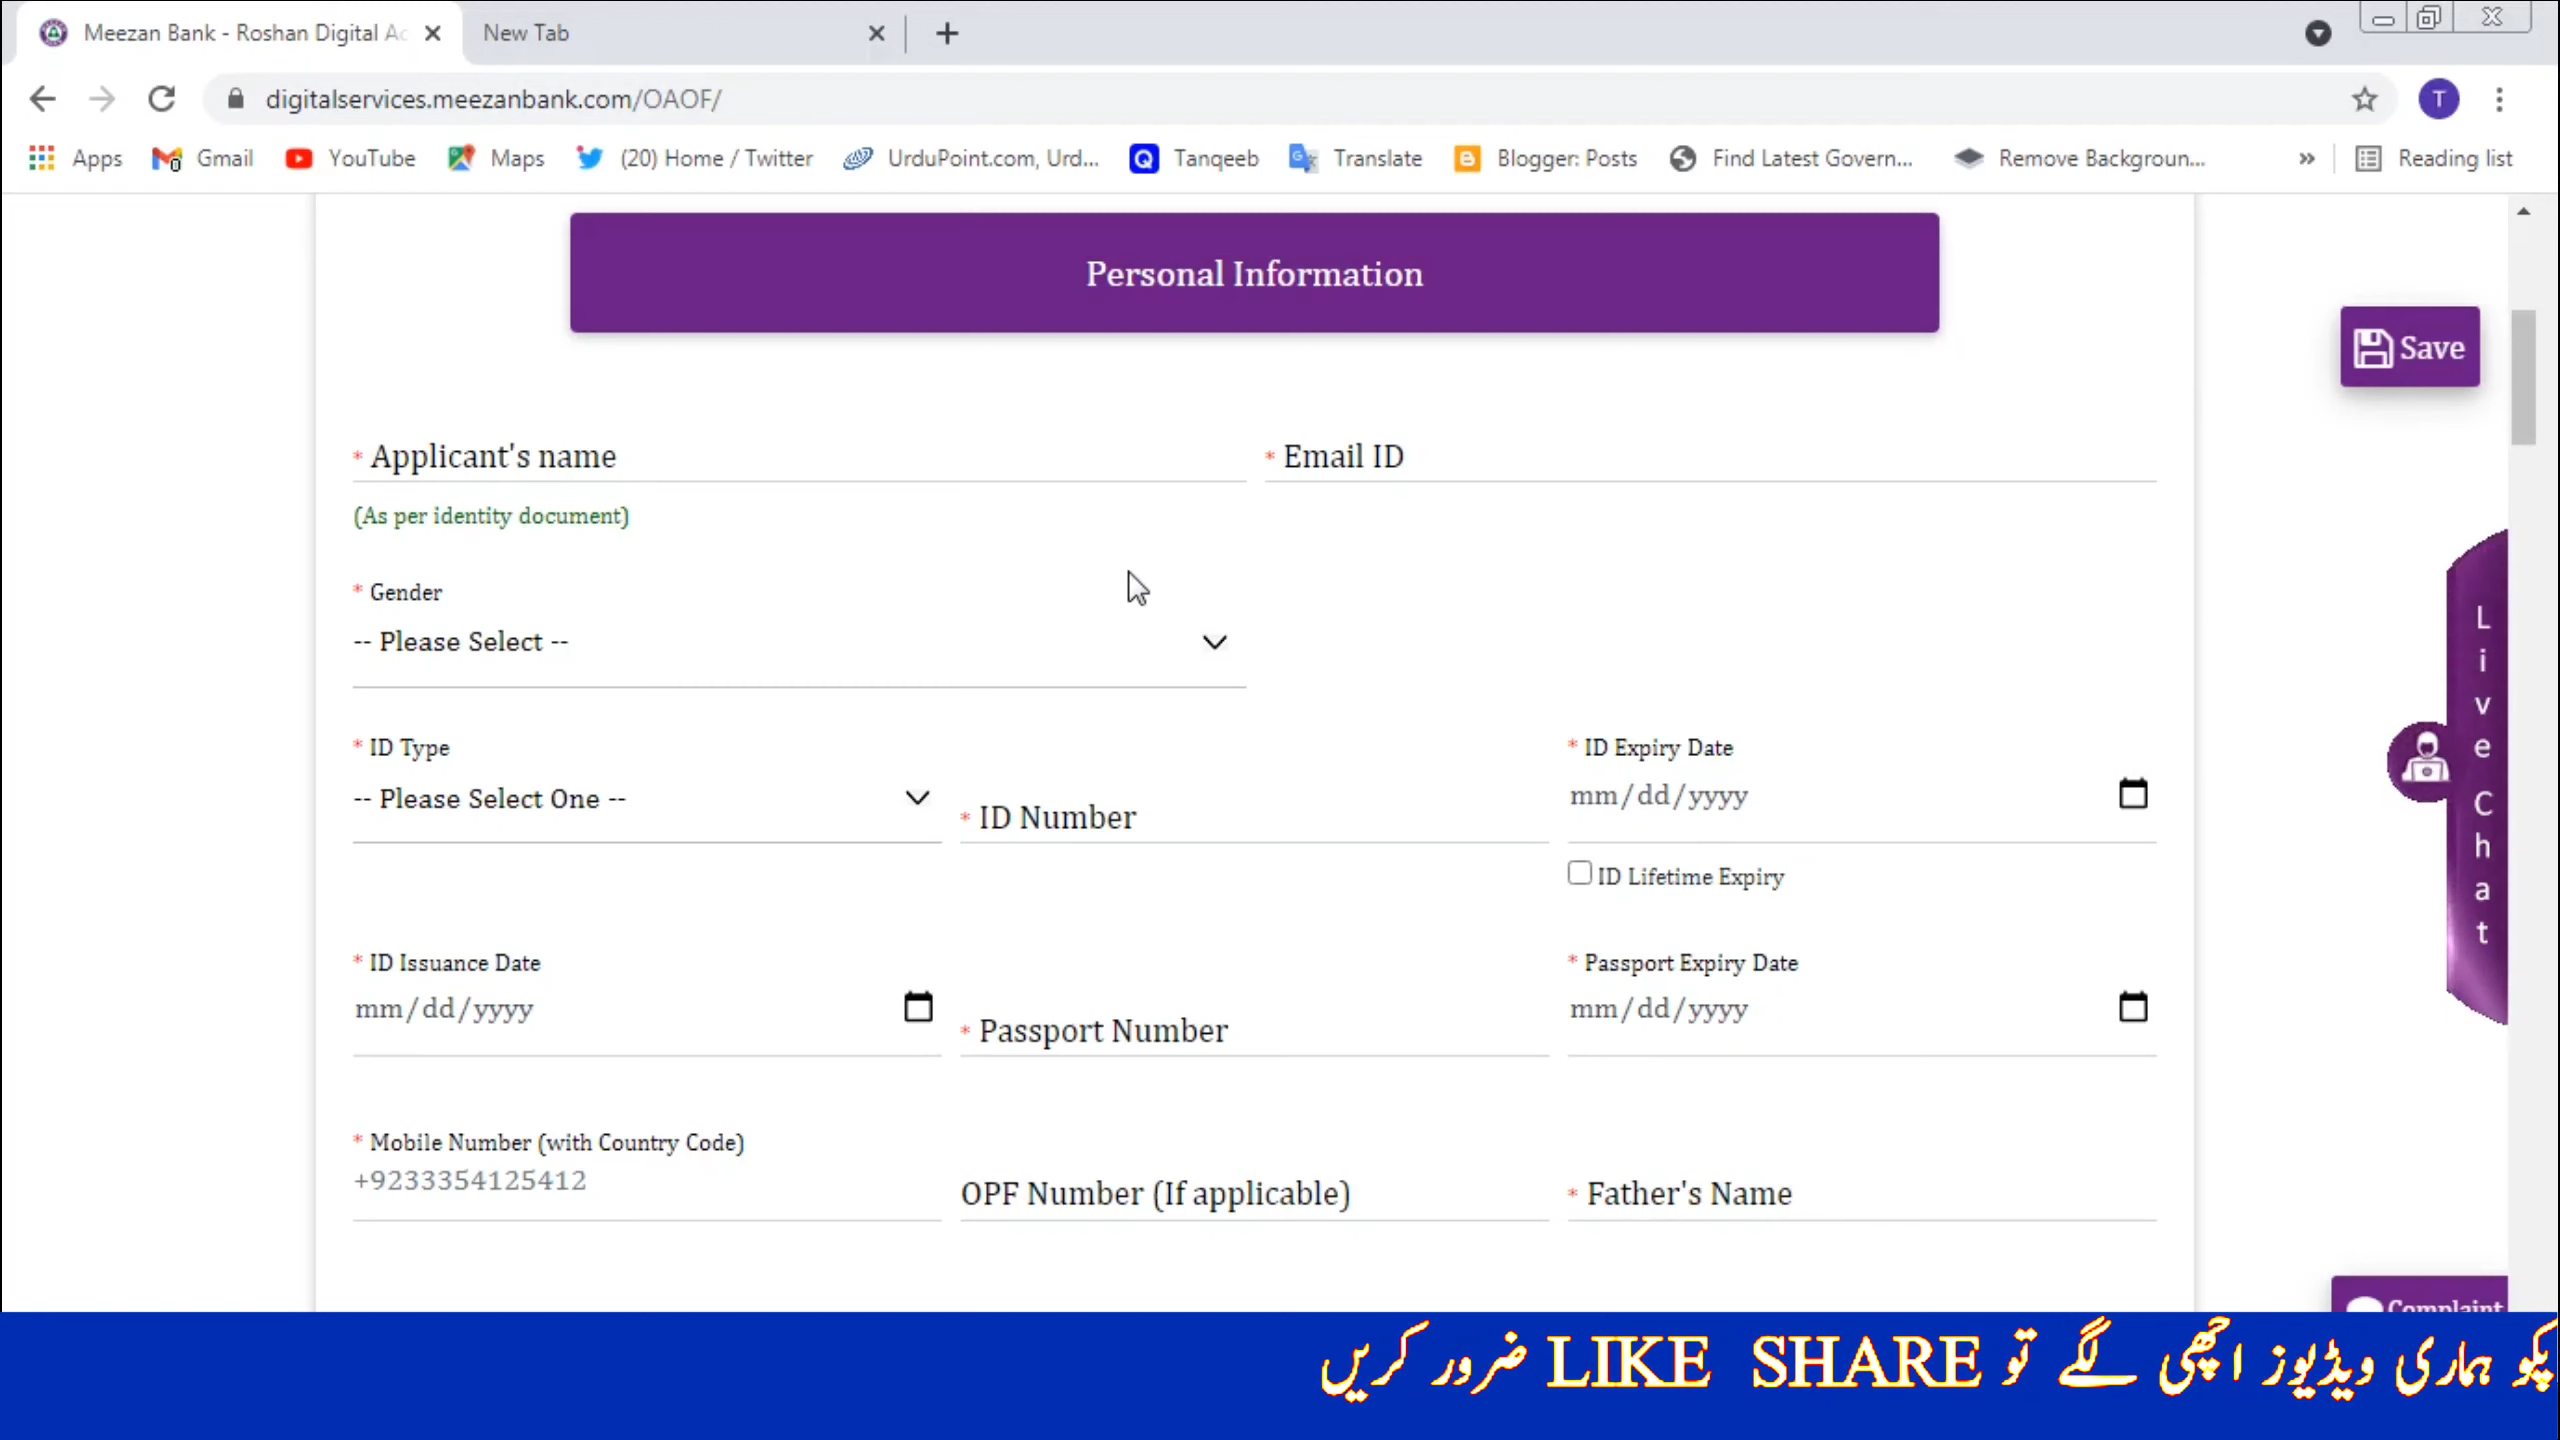 Meezan Bank - Roshan Digital Ac
New Tab
digitalservices.meezanbank.com/OAOF/
T
Apps
Gmail
YouTube
Maps
(20) Home / Twitter
UrduPoint.com, Urd...
Tanqeeb
Translate
Blogger: Posts
Find Latest Govern...
Remove Backgroun...
»
Reading list
Personal Information
Save
* Applicant's name
* Email ID
(As per identity document)
* Gender
-- Please Select --
* ID Type
-- Please Select One --
* ID Number
* ID Expiry Date
mm/dd/yyyy
ID Lifetime Expiry
* ID Issuance Date
mm/dd/yyyy
* Passport Number
* Passport Expiry Date
mm/dd/yyyy
* Mobile Number (with Country Code)
+9233354125412
OPF Number (If applicable)
* Father's Name
Live Chat
Complaint
پکو ہماری ویڈیوز اچھی لگے تو LIKE SHARE ضرور کریں